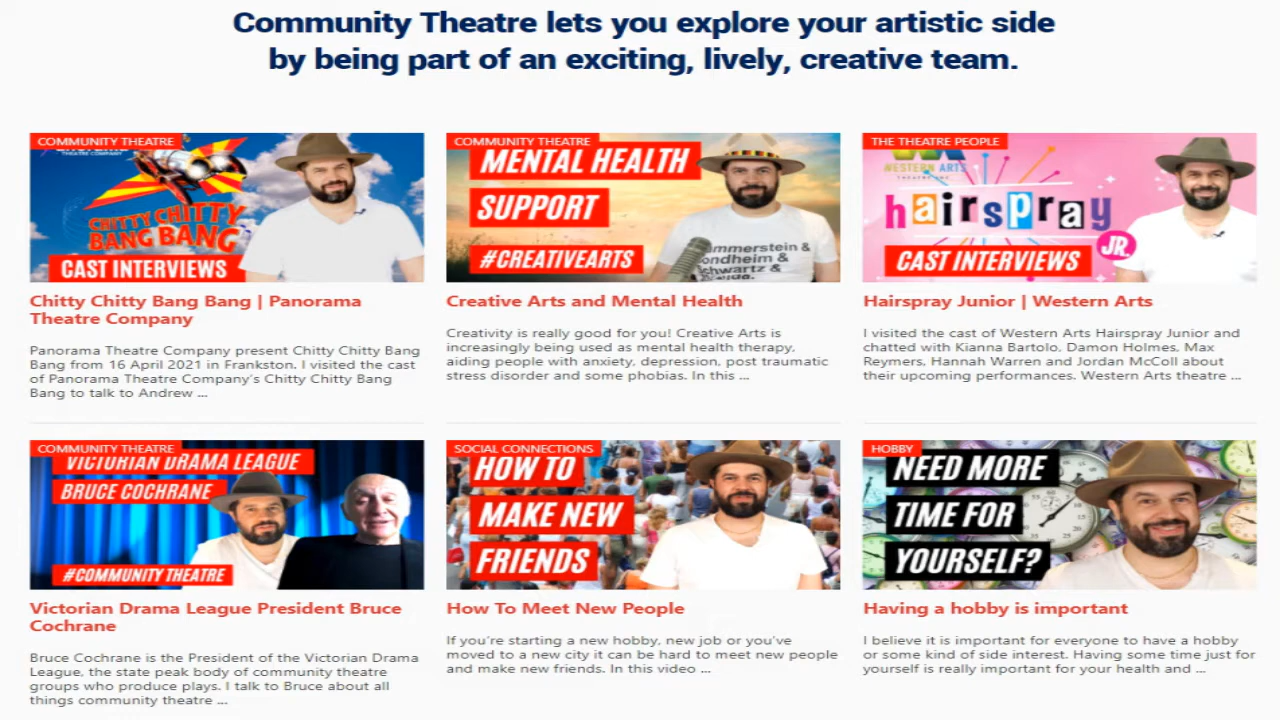 Community Theatre lets you explore your artistic side
by being part of an exciting, lively, creative team.
COMMUNITY THEATRE
THEATRE COMPANY
CHITTY CHITTY
BANG BANG
CAST INTERVIEWS
COMMUNITY THEATRE
MENTAL HEALTH
SUPPORT
#CREATIVEARTS
THE THEATRE PEOPLE
WESTERN ARTS
hairspray
JR.
CAST INTERVIEWS
Chitty Chitty Bang Bang | Panorama
Theatre Company
Panorama Theatre Company present Chitty Chitty Bang
Bang from 16 April 2021 in Frankston. I visited the cast
of Panorama Theatre Company's Chitty Chitty Bang
Bang to talk to Andrew ...
Creative Arts and Mental Health
Creativity is really good for you! Creative Arts is
increasingly being used as mental health therapy,
aiding people with anxiety, depression, post traumatic
stress disorder and some phobias. In this ...
Hairspray Junior | Western Arts
I visited the cast of Western Arts Hairspray Junior and
chatted with Kianna Bartolo, Damon Holmes, Max
Reymers, Hannah Warren and Jordan McColl about
their upcoming performances. Western Arts theatre ...
COMMUNITY THEATRE
VICTORIAN DRAMA LEAGUE
BRUCE COCHRANE
#COMMUNITY THEATRE
SOCIAL CONNECTIONS
HOW TO
MAKE NEW
FRIENDS
HOBBY
NEED MORE
TIME FOR
YOURSELF?
Victorian Drama League President Bruce
Cochrane
Bruce Cochrane is the President of the Victorian Drama
League, the state peak body of community theatre
groups who produce plays. I talk to Bruce about all
things community theatre ...
How To Meet New People
If you're starting a new hobby, new job or you've
moved to a new city it can be hard to meet new people
and make new friends. In this video ...
Having a hobby is important
I believe it is important for everyone to have a hobby
or some kind of side interest. Having some time just for
yourself is really important for your health and ...